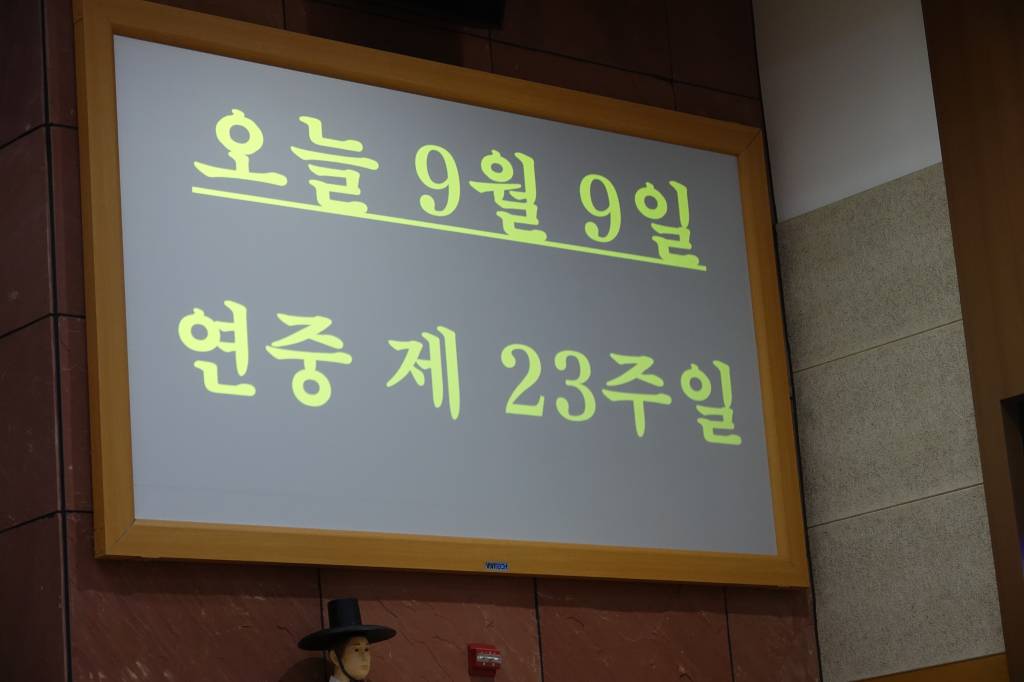 오늘 9월 9일
연중 제 23주일